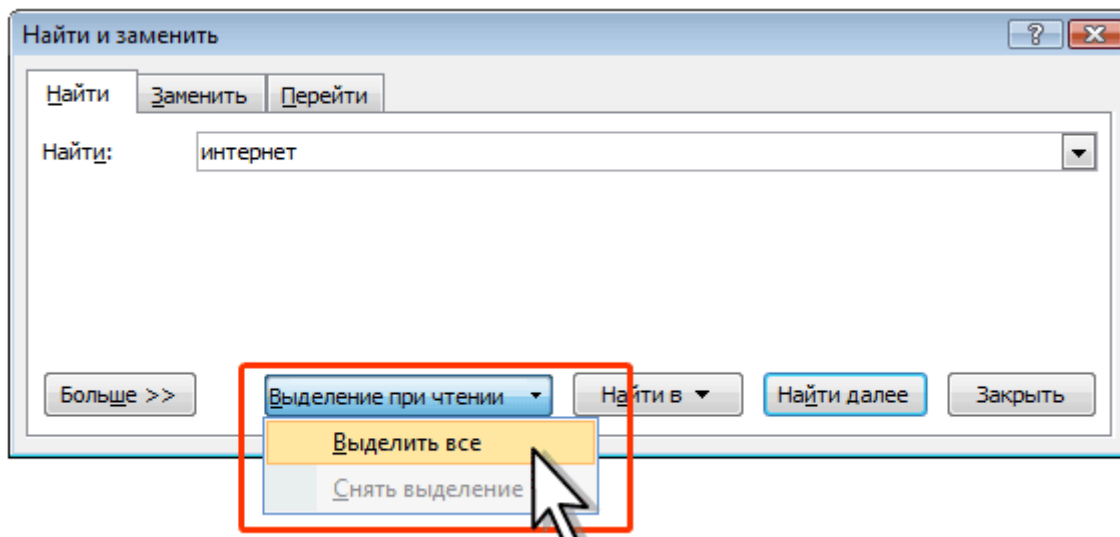 Найти и заменить
Найти Заменить Перейти
Найти: интернет
Больше >> Выделение при чтении Найти в Найти далее Закрыть
Выделить все
Снять выделение